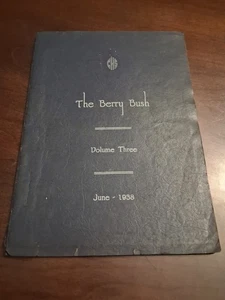 The Berry Bush
Volume Three
June - 1938